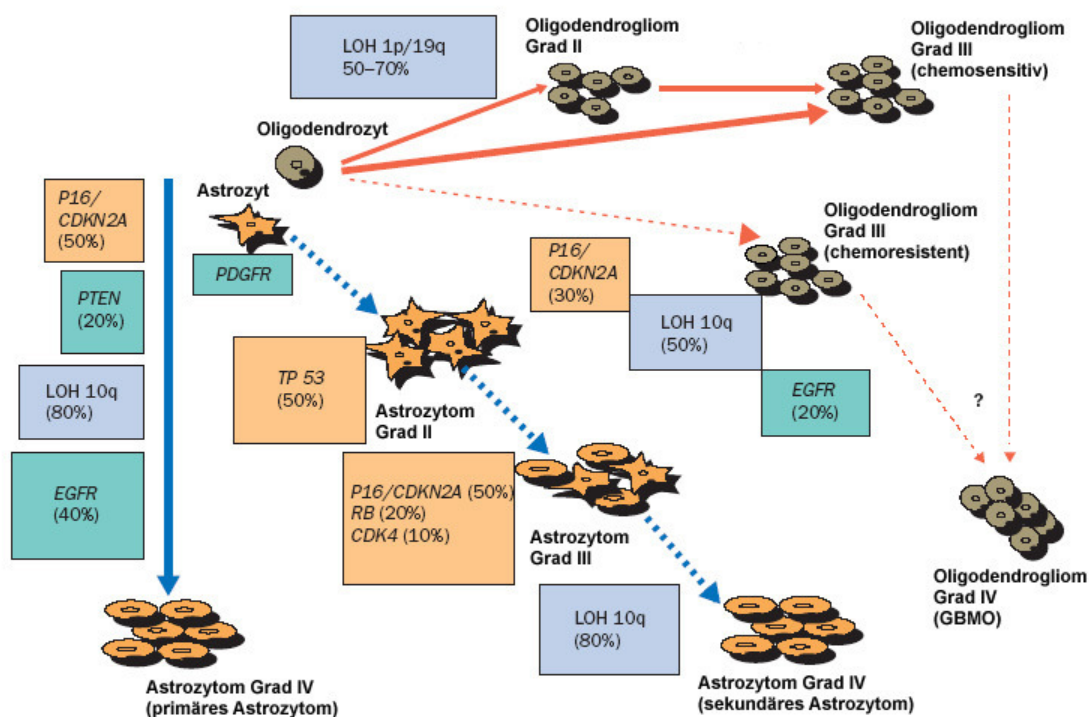 LOH 1p/19q
50–70%
Oligodendrogliom
Grad II
Oligodendrogliom
Grad III
(chemosensitiv)
Oligodendrozyt
Astrozyt
P16/
CDKN2A
(50%)
PDGFR
PTEN
(20%)
LOH 10q
(80%)
EGFR
(40%)
Oligodendrogliom
Grad III
(chemoresistent)
P16/
CDKN2A
(30%)
LOH 10q
(50%)
EGFR
(20%)
?
TP 53
(50%)
Astrozytom
Grad II
P16/CDKN2A (50%)
RB (20%)
CDK4 (10%)
Astrozytom
Grad III
LOH 10q
(80%)
Oligodendrogliom
Grad IV
(GBMO)
Astrozytom Grad IV
(primäres Astrozytom)
Astrozytom Grad IV
(sekundäres Astrozytom)